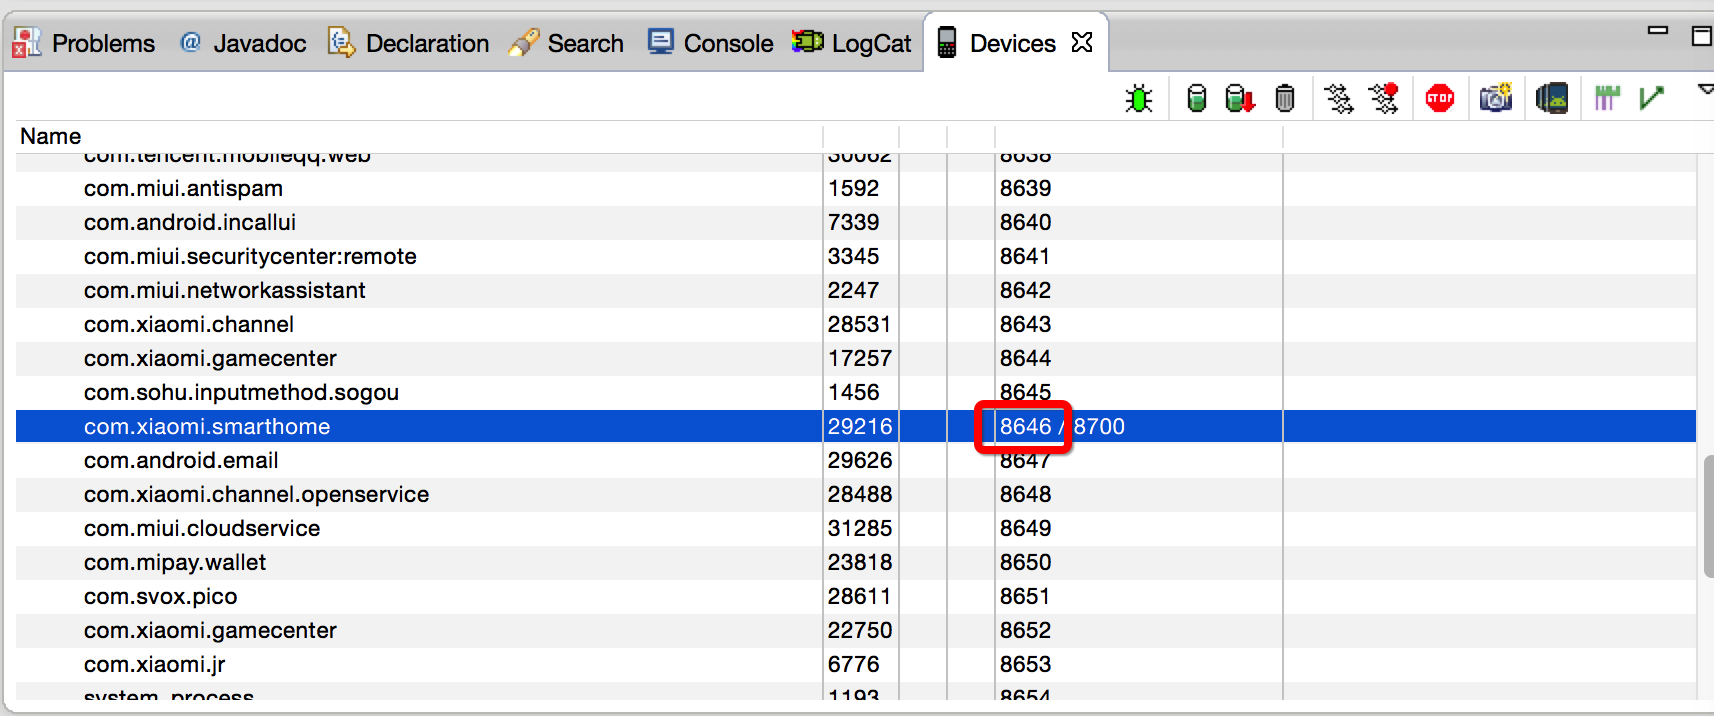 Problems @ Javadoc Declaration Search Console LogCat Devices
STOP
Name
com.tencent.mobileqq.web 30062 8638
com.miui.antispam 1592 8639
com.android.incallui 7339 8640
com.miui.securitycenter:remote 3345 8641
com.miui.networkassistant 2247 8642
com.xiaomi.channel 28531 8643
com.xiaomi.gamecenter 17257 8644
com.sohu.inputmethod.sogou 1456 8645
com.xiaomi.smarthome 29216 8646 / 8700
com.android.email 29626 8647
com.xiaomi.channel.openservice 28488 8648
com.miui.cloudservice 31285 8649
com.mipay.wallet 23818 8650
com.svox.pico 28611 8651
com.xiaomi.gamecenter 22750 8652
com.xiaomi.jr 6776 8653
system_process 1193 8654